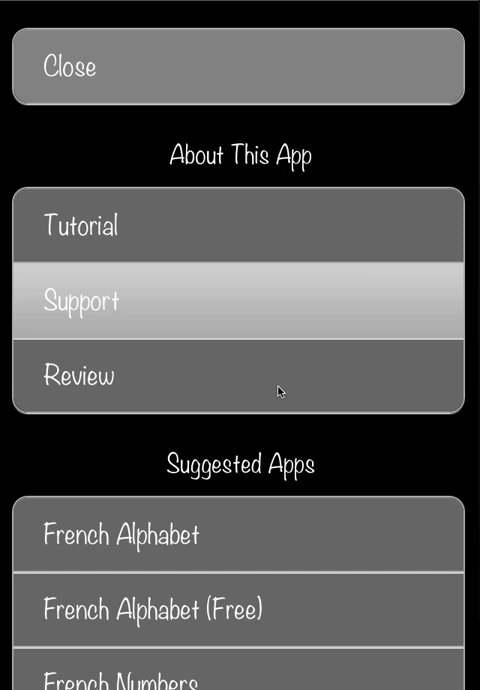 Close
About This App
Tutorial
Support
Review
Suggested Apps
French Alphabet
French Alphabet (Free)
French Numbers